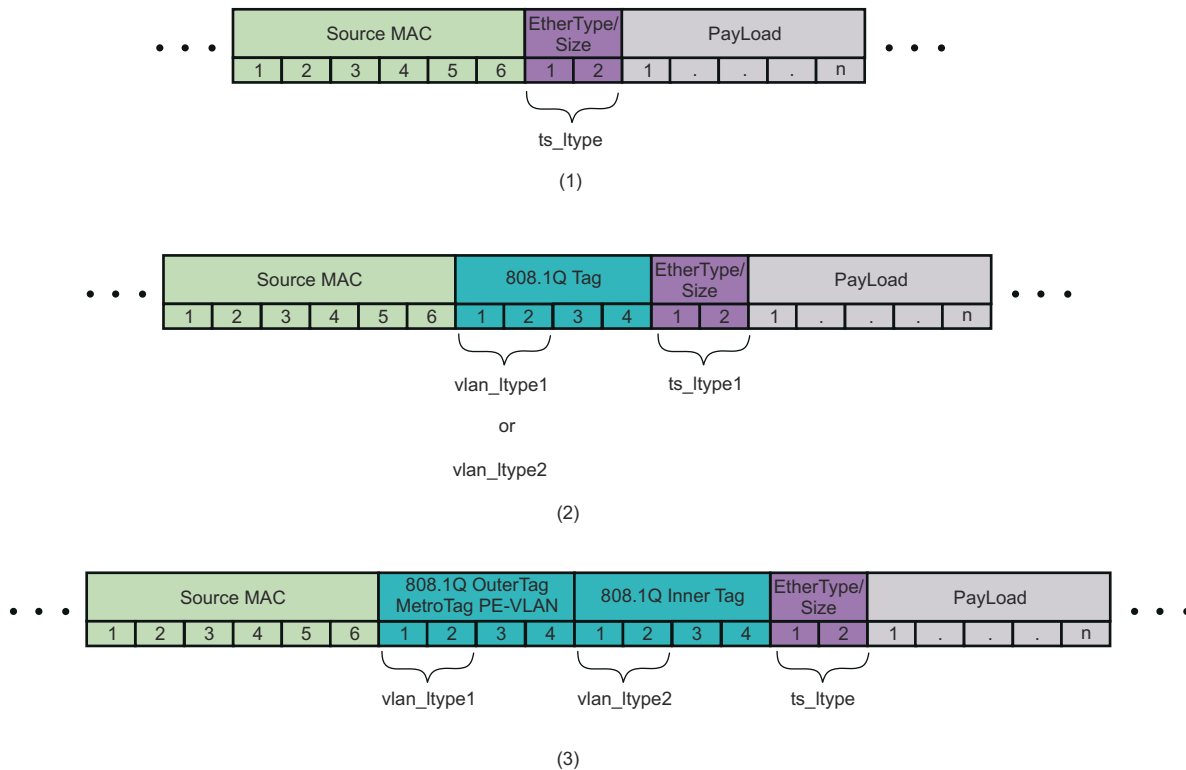 Source MAC
EtherType/
Size
PayLoad
1 2 3 4 5 6 1 2 1 . . . n
ts_ltype
(1)
Source MAC
808.1Q Tag
EtherType/
Size
PayLoad
1 2 3 4 5 6 1 2 3 4 1 2 1 . . . n
vlan_ltype1
ts_ltype1
or
vlan_ltype2
(2)
Source MAC
808.1Q OuterTag
MetroTag PE-VLAN
808.1Q Inner Tag
EtherType/
Size
PayLoad
1 2 3 4 5 6 1 2 3 4 1 2 3 4 1 2 1 . . . n
vlan_ltype1
vlan_ltype2
ts_ltype
(3)